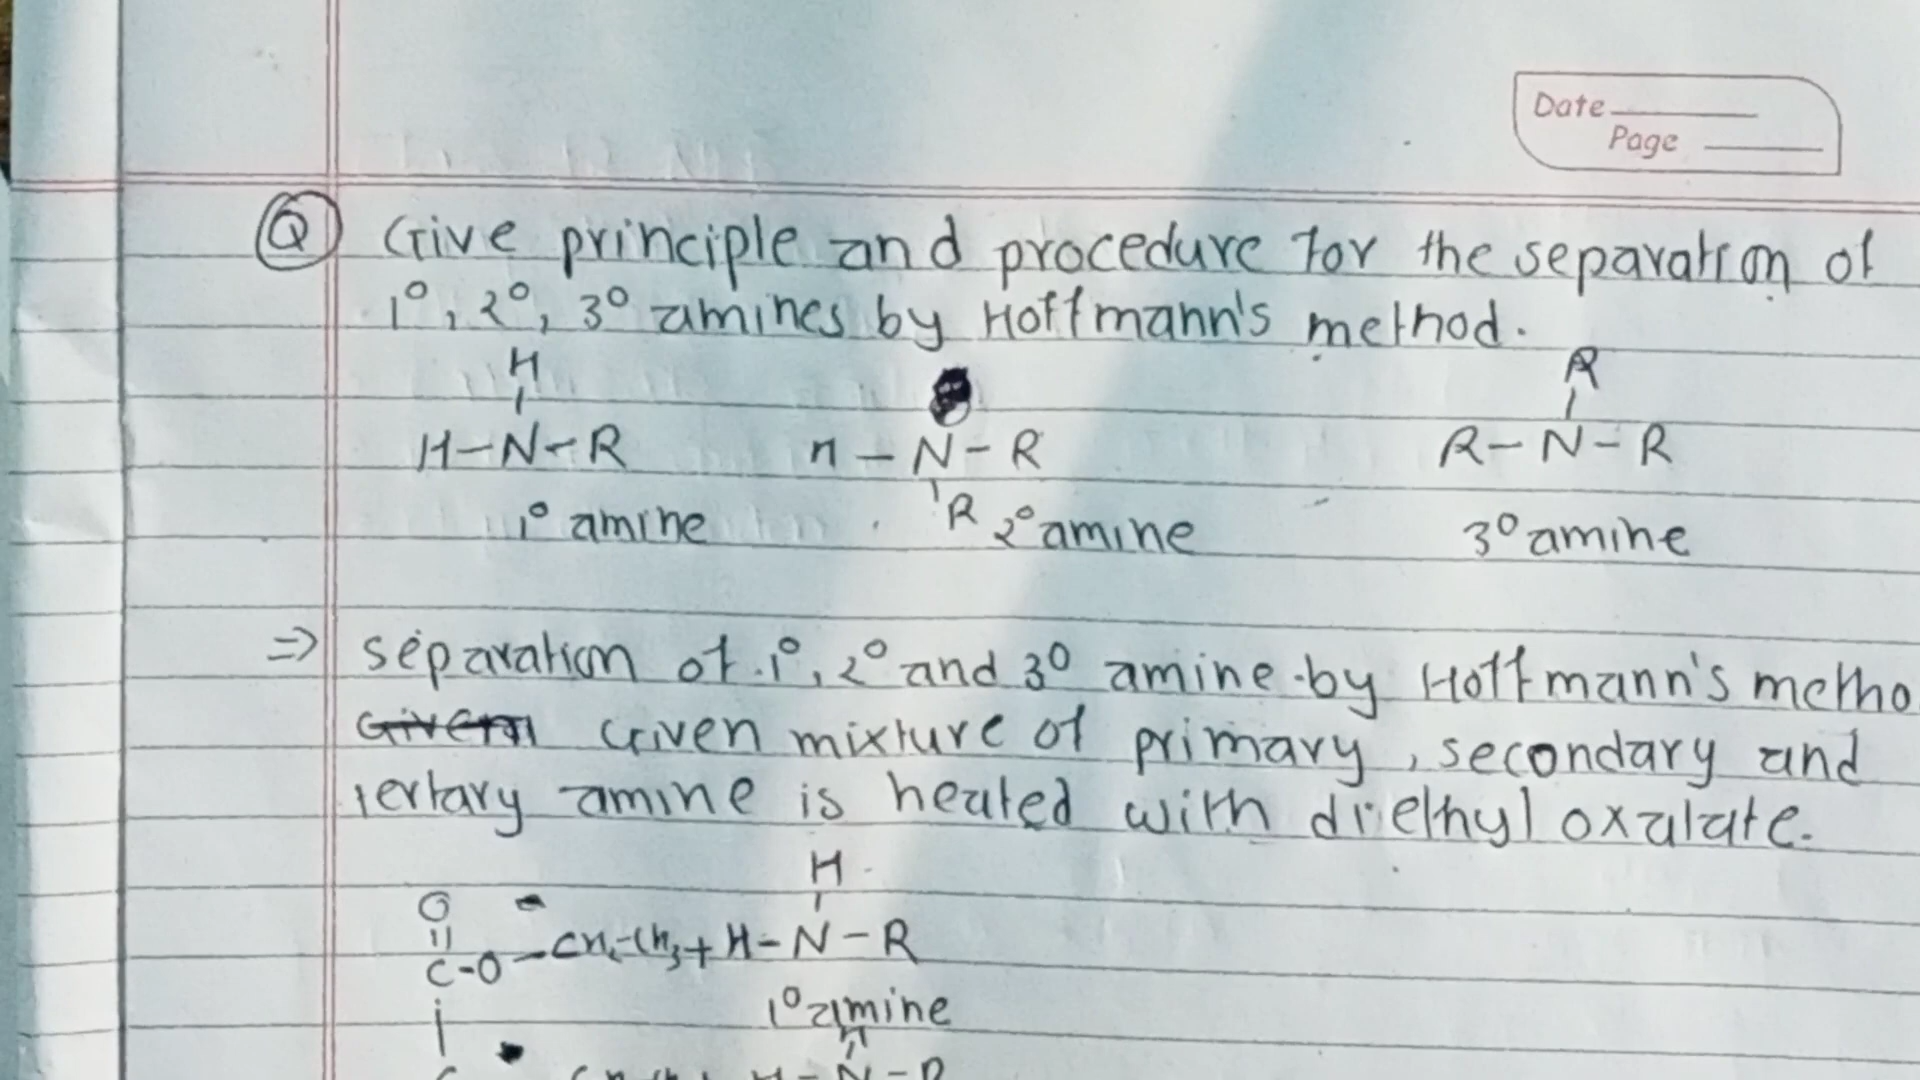 Date
Page
Q Give principle and procedure for the separation of
1°, 2°, 3° amines by Hoffmann's method.
H R
H-N-R H-N-R R-N-R
R
1° amine 2° amine 3° amine
⇒ separation of 1°, 2° and 3° amine by Hoffmann's metho
Given mixture of primary, secondary and
tertary amine is heated with diethyl oxalate.
H
O
C-O-CH₂-CH₃ + H-N-R
1° amine